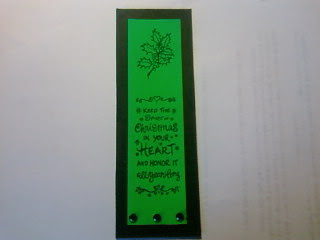 KEEP THE
Spirit of
Christmas
IN YOUR
HEART
AND HONOR IT
all year long